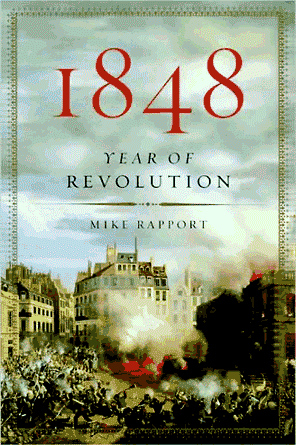 1848
YEAR OF
REVOLUTION
MIKE RAPPORT